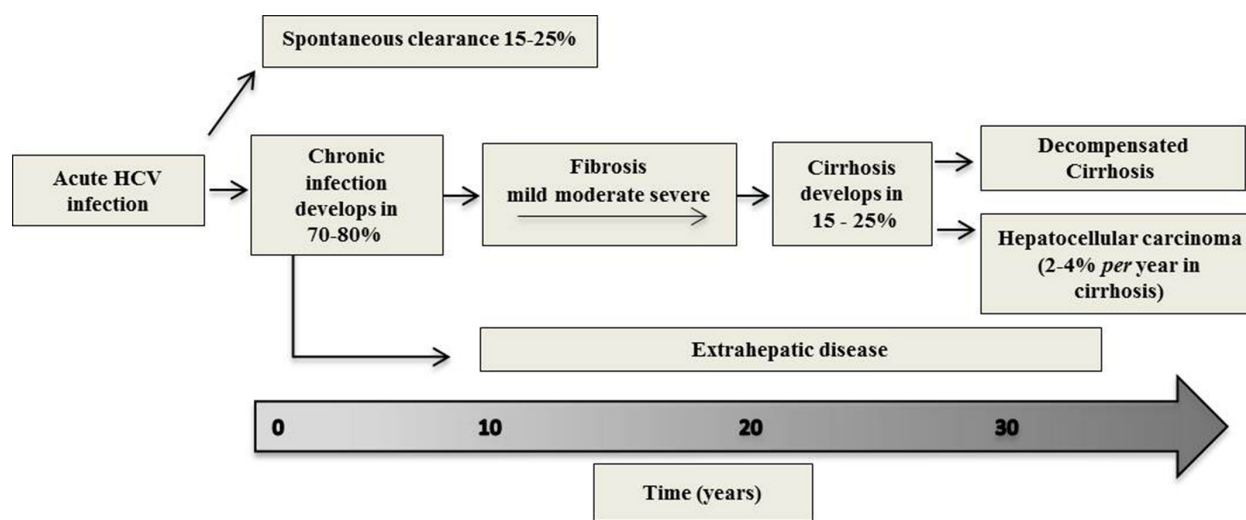 Spontaneous clearance 15-25%
Acute HCV
infection
Chronic
infection
develops in
70-80%
Fibrosis
mild moderate severe
Cirrhosis
develops in
15 - 25%
Decompensated
Cirrhosis
Hepatocellular carcinoma
(2-4% per year in
cirrhosis)
Extrahepatic disease
0 10 20 30
Time (years)